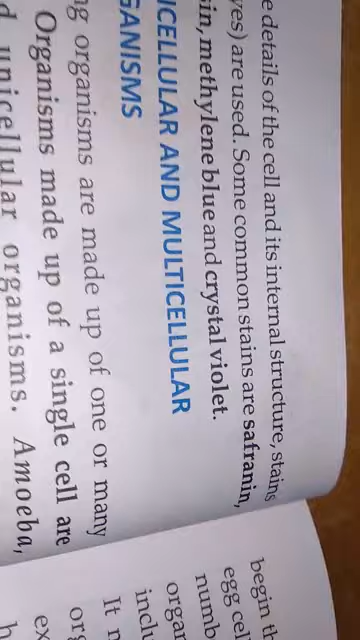 details of the cell and its internal structure, stains
yes) are used. Some common stains are safranin,
sin, methylene blue and crystal violet.
ICELLULAR AND MULTICELLULAR
GANISMS
ng organisms are made up of one or many
Organisms made up of a single cell are
d unicellular organisms. Amoeba,
begin th
egg cel
numb
organ
inclu
It
org
ex